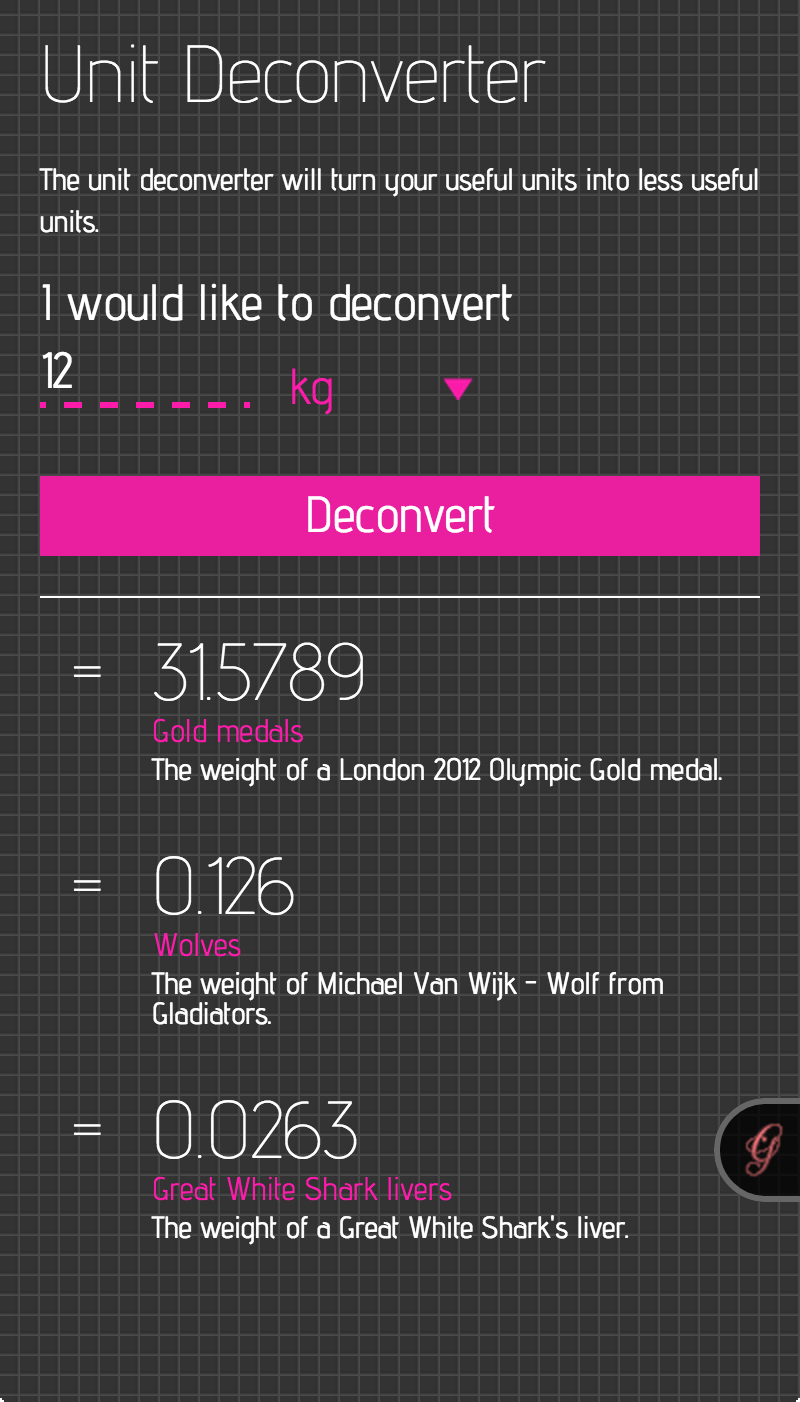 Unit Deconverter
The unit deconverter will turn your useful units into less useful
units.
I would like to deconvert
12
kg
Deconvert
= 31.5789
Gold medals
The weight of a London 2012 Olympic Gold medal.
= 0.126
Wolves
The weight of Michael Van Wijk - Wolf from
Gladiators.
= 0.0263
Great White Shark livers
The weight of a Great White Shark's liver.
G